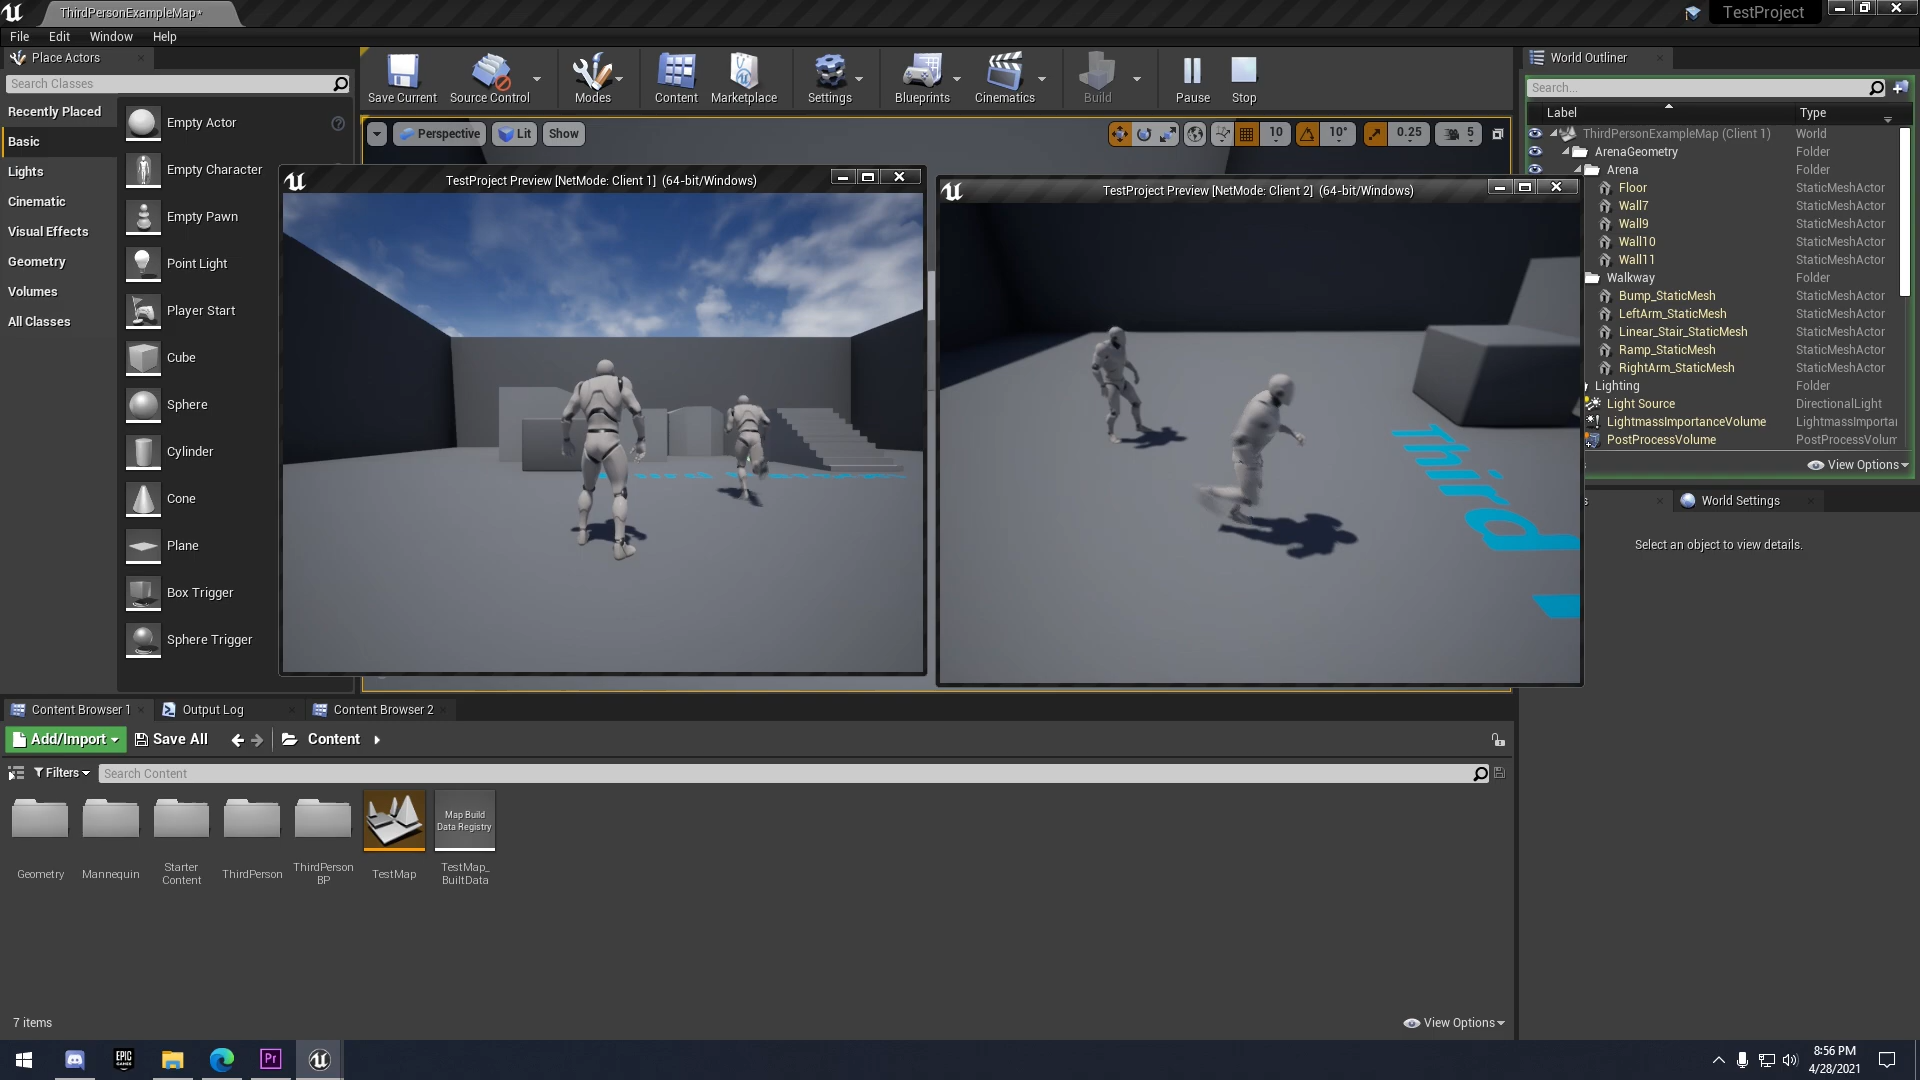 ThirdPersonExampleMap*
TestProject
File Edit Window Help
Place Actors
Search Classes
Recently Placed
Basic
Lights
Cinematic
Visual Effects
Geometry
Volumes
All Classes
Empty Actor
Empty Character
Empty Pawn
Point Light
Player Start
Cube
Sphere
Cylinder
Cone
Plane
Box Trigger
Sphere Trigger
Save Current
Source Control
Modes
Content
Marketplace
Settings
Blueprints
Cinematics
Build
Pause
Stop
Perspective Lit Show
10 10° 0.25 5
TestProject Preview [NetMode: Client 1] (64-bit/Windows)
TestProject Preview [NetMode: Client 2] (64-bit/Windows)
Third
World Outliner
Search...
Label Type
ThirdPersonExampleMap (Client 1) World
ArenaGeometry Folder
Arena Folder
Floor StaticMeshActor
Wall7 StaticMeshActor
Wall9 StaticMeshActor
Wall10 StaticMeshActor
Wall11 StaticMeshActor
Walkway Folder
Bump_StaticMesh StaticMeshActor
LeftArm_StaticMesh StaticMeshActor
Linear_Stair_StaticMesh StaticMeshActor
Ramp_StaticMesh StaticMeshActor
RightArm_StaticMesh StaticMeshActor
Lighting Folder
Light Source DirectionalLight
LightmassImportanceVolume LightmassImportan
PostProcessVolume PostProcessVolum
View Options
World Settings
Select an object to view details.
Content Browser 1
Output Log
Content Browser 2
Add/Import
Save All
Content
Filters
Search Content
Geometry
Mannequin
Starter
Content
ThirdPerson
ThirdPerson
BP
TestMap
Map Build
Data Registry
TestMap_
BuiltData
7 items
View Options
EPIC
GAMES
Pr
8:56 PM
4/28/2021